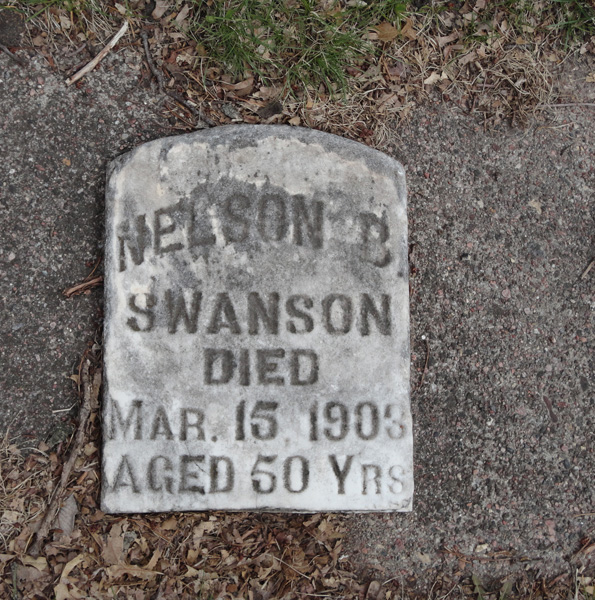 NELSON B.
SWANSON
DIED
MAR. 15, 1903
AGED 50 YRS